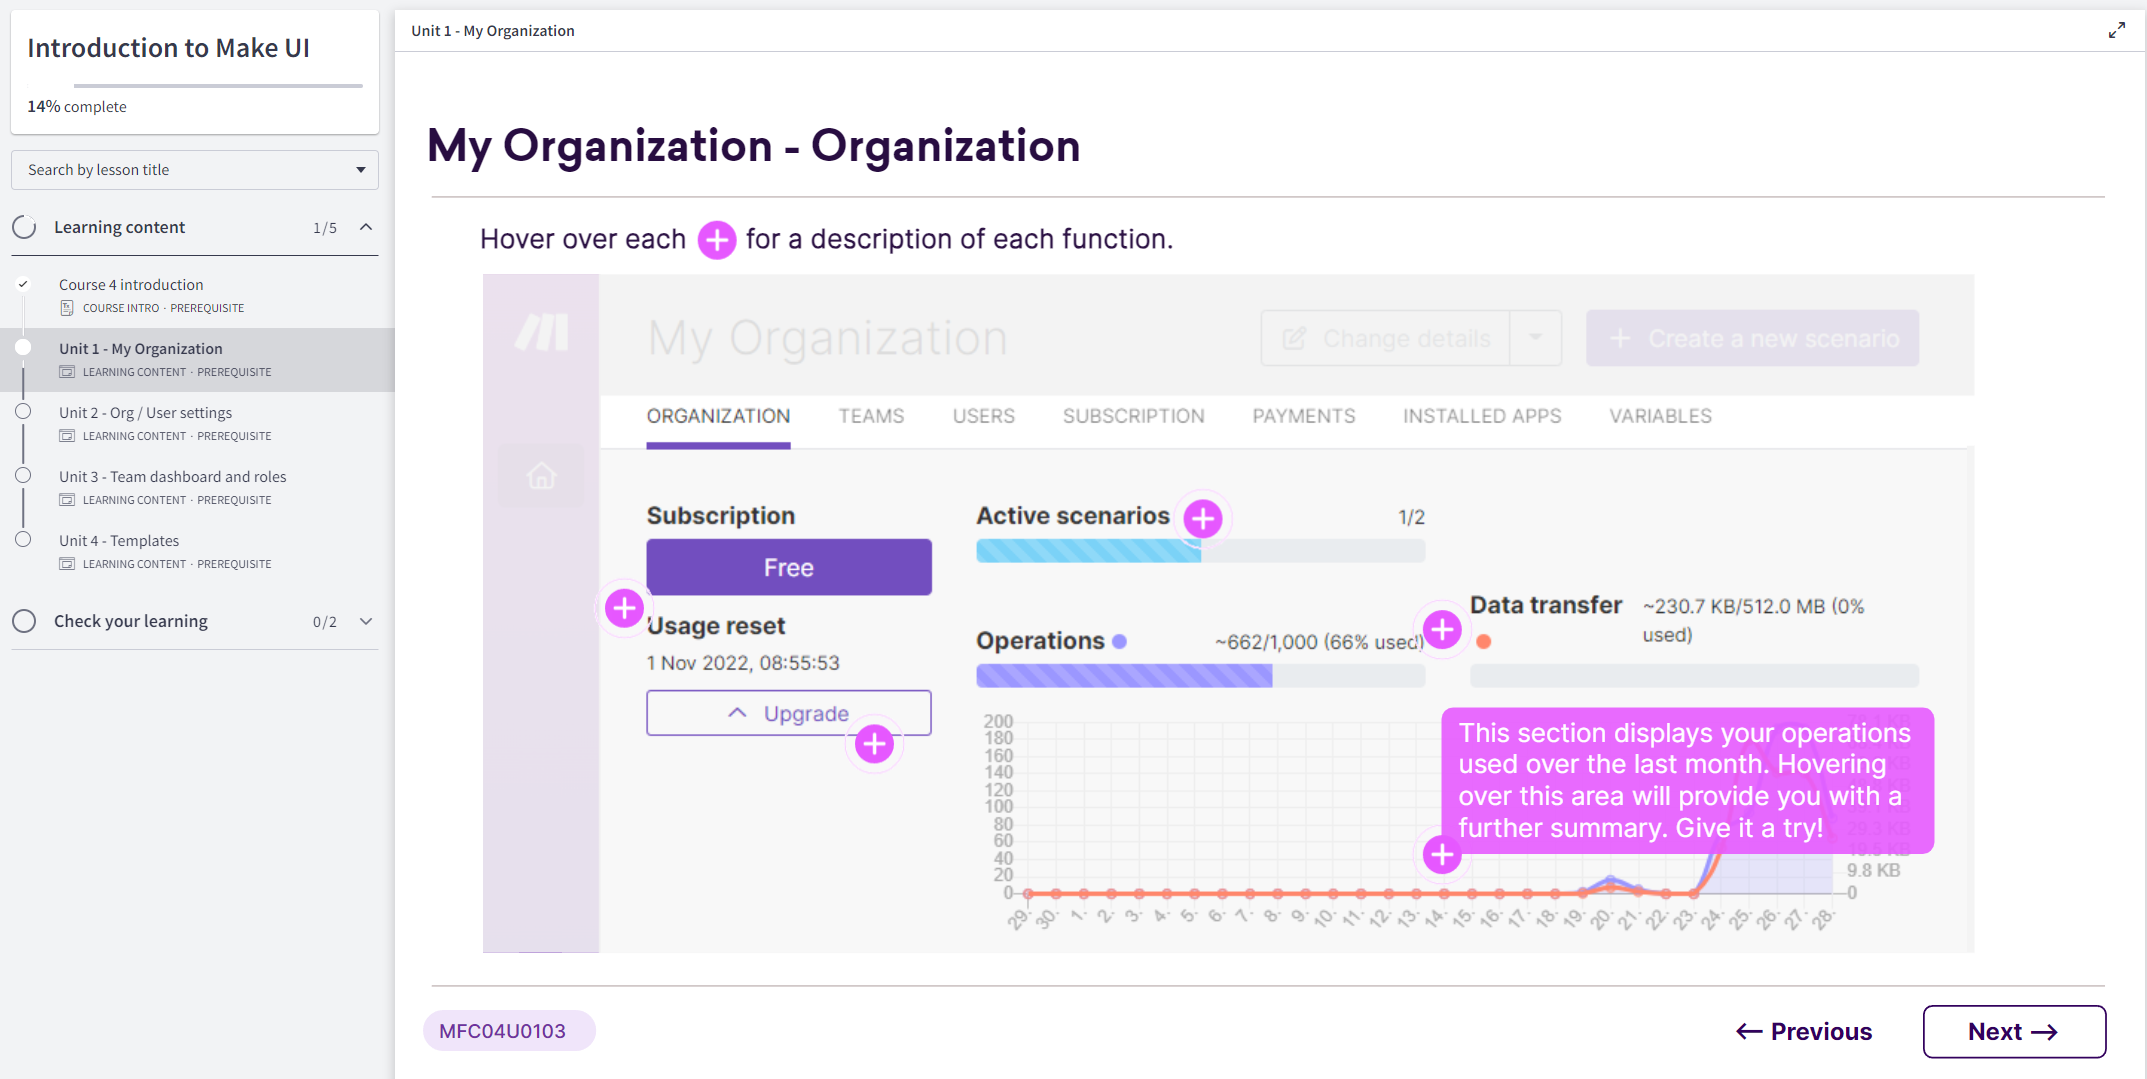 Introduction to Make UI
14% complete
Search by lesson title
Learning content 1/5
Course 4 introduction
COURSE INTRO · PREREQUISITE
Unit 1 - My Organization
LEARNING CONTENT · PREREQUISITE
Unit 2 - Org / User settings
LEARNING CONTENT · PREREQUISITE
Unit 3 - Team dashboard and roles
LEARNING CONTENT · PREREQUISITE
Unit 4 - Templates
LEARNING CONTENT · PREREQUISITE
Check your learning 0/2
Unit 1 - My Organization
My Organization - Organization
Hover over each + for a description of each function.
My Organization
Change details
+ Create a new scenario
ORGANIZATION TEAMS USERS SUBSCRIPTION PAYMENTS INSTALLED APPS VARIABLES
Subscription
Free
Usage reset
1 Nov 2022, 08:55:53
Upgrade
Active scenarios 1/2
Operations ~662/1,000 (66% used)
Data transfer ~230.7 KB/512.0 MB (0%
used)
This section displays your operations
used over the last month. Hovering
over this area will provide you with a
further summary. Give it a try!
200
180
160
140
120
100
80
60
40
20
0
29.3 KB
19.5 KB
9.8 KB
0
29. 30. 1. 2. 3. 4. 5. 6. 7. 8. 9. 10. 11. 12. 13. 14. 15. 16. 17. 18. 19. 20. 21. 22. 23. 24. 25. 26. 27. 28.
MFC04U0103
← Previous
Next →